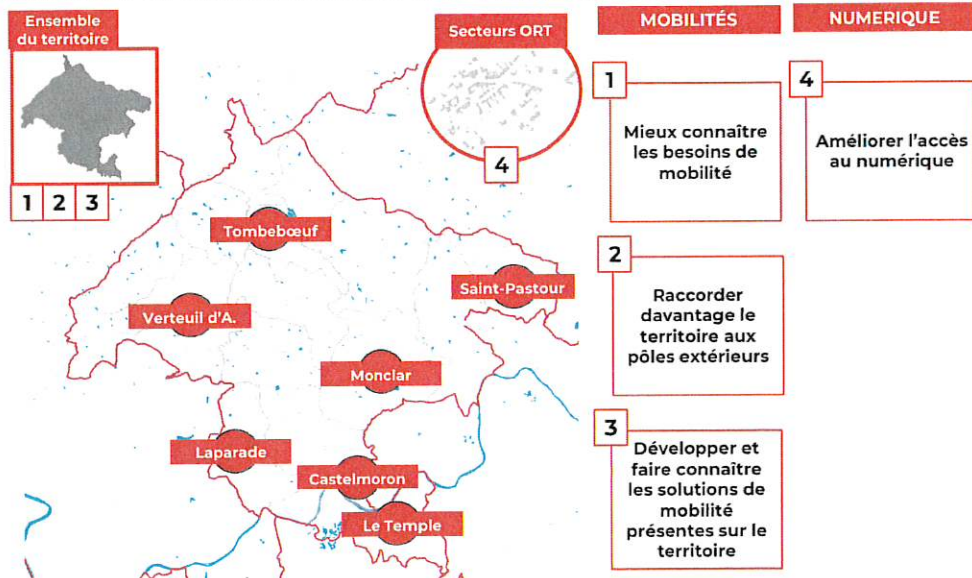 Ensemble
du territoire
1 2 3
Secteurs ORT
4
Tombebœuf
Saint-Pastour
Verteuil d'A.
Monclar
Laparade
Castelmoron
Le Temple
MOBILITÉS
1
Mieux connaître
les besoins de
mobilité
2
Raccorder
davantage le
territoire aux
pôles extérieurs
3
Développer et
faire connaître
les solutions de
mobilité
présentes sur le
territoire
NUMERIQUE
4
Améliorer l'accès
au numérique